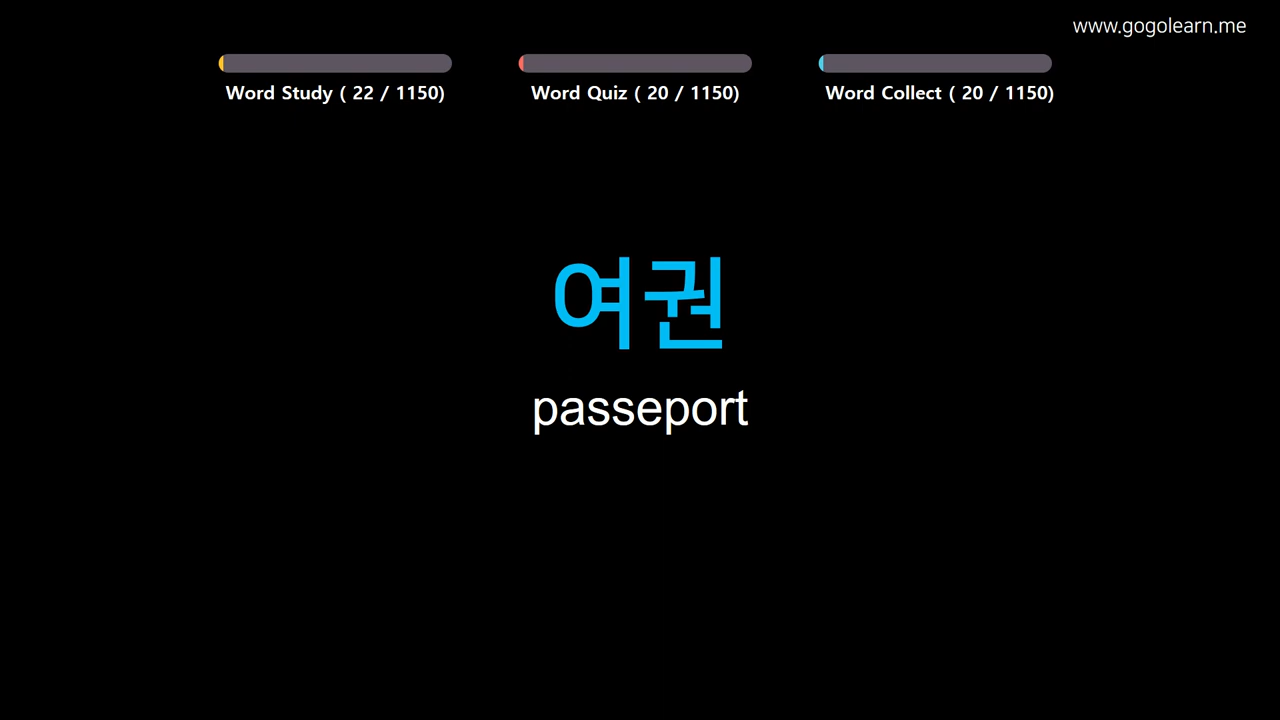 www.gogolearn.me
Word Study ( 22 / 1150)
Word Quiz ( 20 / 1150)
Word Collect ( 20 / 1150)
여권
passeport